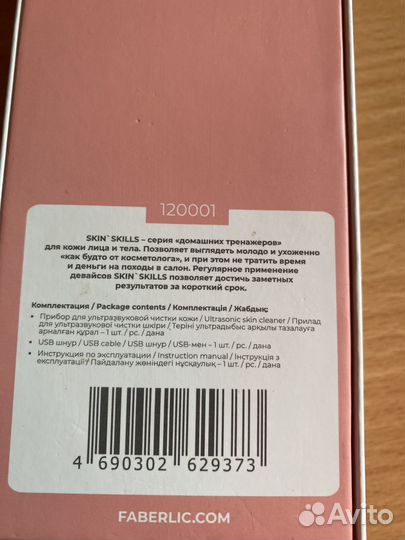 120001
SKIN`SKILLS – серия «домашних тренажеров»
для кожи лица и тела. Позволяет выглядеть молодо и ухоженно
«как будто от косметолога», и при этом не тратить время
и деньги на походы в салон. Регулярное применение
девайсов SKIN`SKILLS позволяет достичь заметных
результатов за короткий срок.
Комплектация / Package contents / Комплектація / Жабдық:
• Прибор для ультразвуковой чистки кожи / Ultrasonic skin cleaner / Прилад
для ультразвукової чистки шкіри / Теріні ультрадыбыс арқылы тазалауға
арналған құрал – 1 шт. / pc. / дана
• USB шнур / USB cable / USB шнур / USB-мен – 1 шт. / pc. / дана
• Инструкция по эксплуатации / Instruction manual / Інструкція з
експлуатації / Пайдалану жөніндегі нұсқаулық – 1 шт. / pc. / дана
4 690302 629373
FABERLIC.COM
Avito